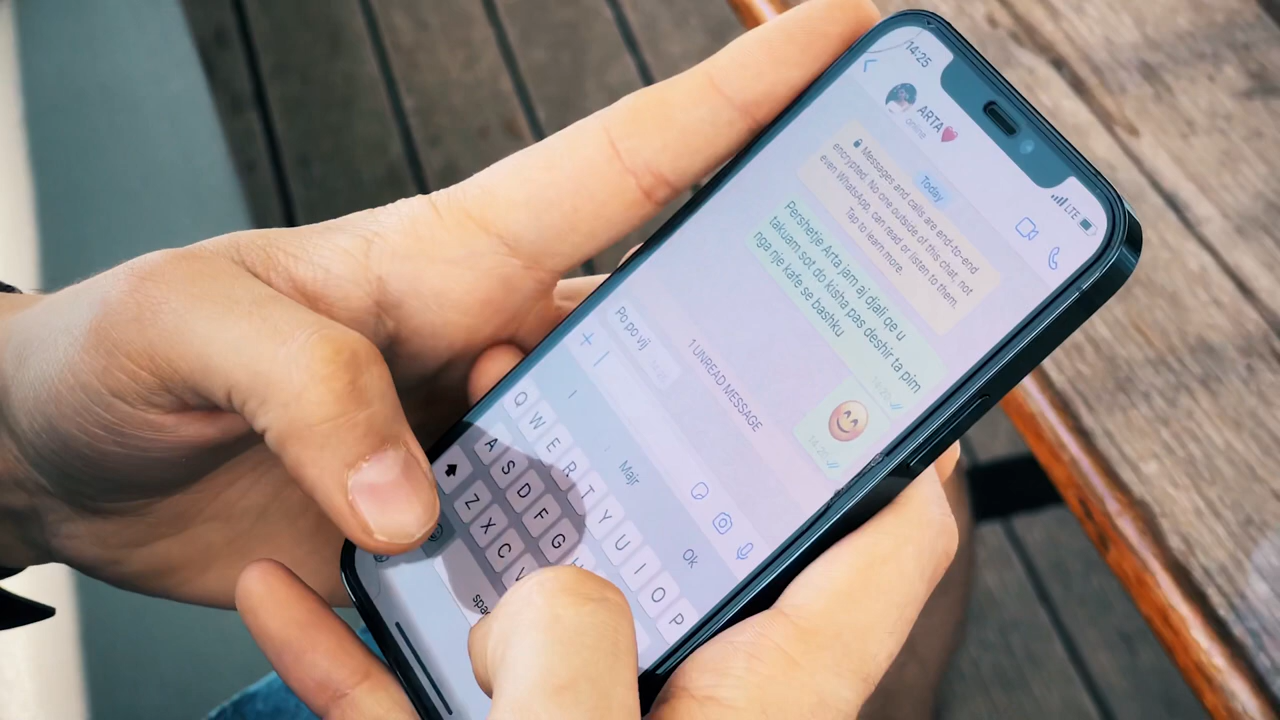 14:25
LTE
ARTA
online
Today
Messages and calls are end-to-end
encrypted. No one outside of this chat, not
even WhatsApp, can read or listen to them.
Tap to learn more.
Pershetje Arta jam aj djali qe u
takuam sot do kisha pas deshir ta pim
nga nje kafe se bashku
1 UNREAD MESSAGE
Po po vij
I Majr Ok
Q W E R T Y U I O P
A S D F G
Z X C V